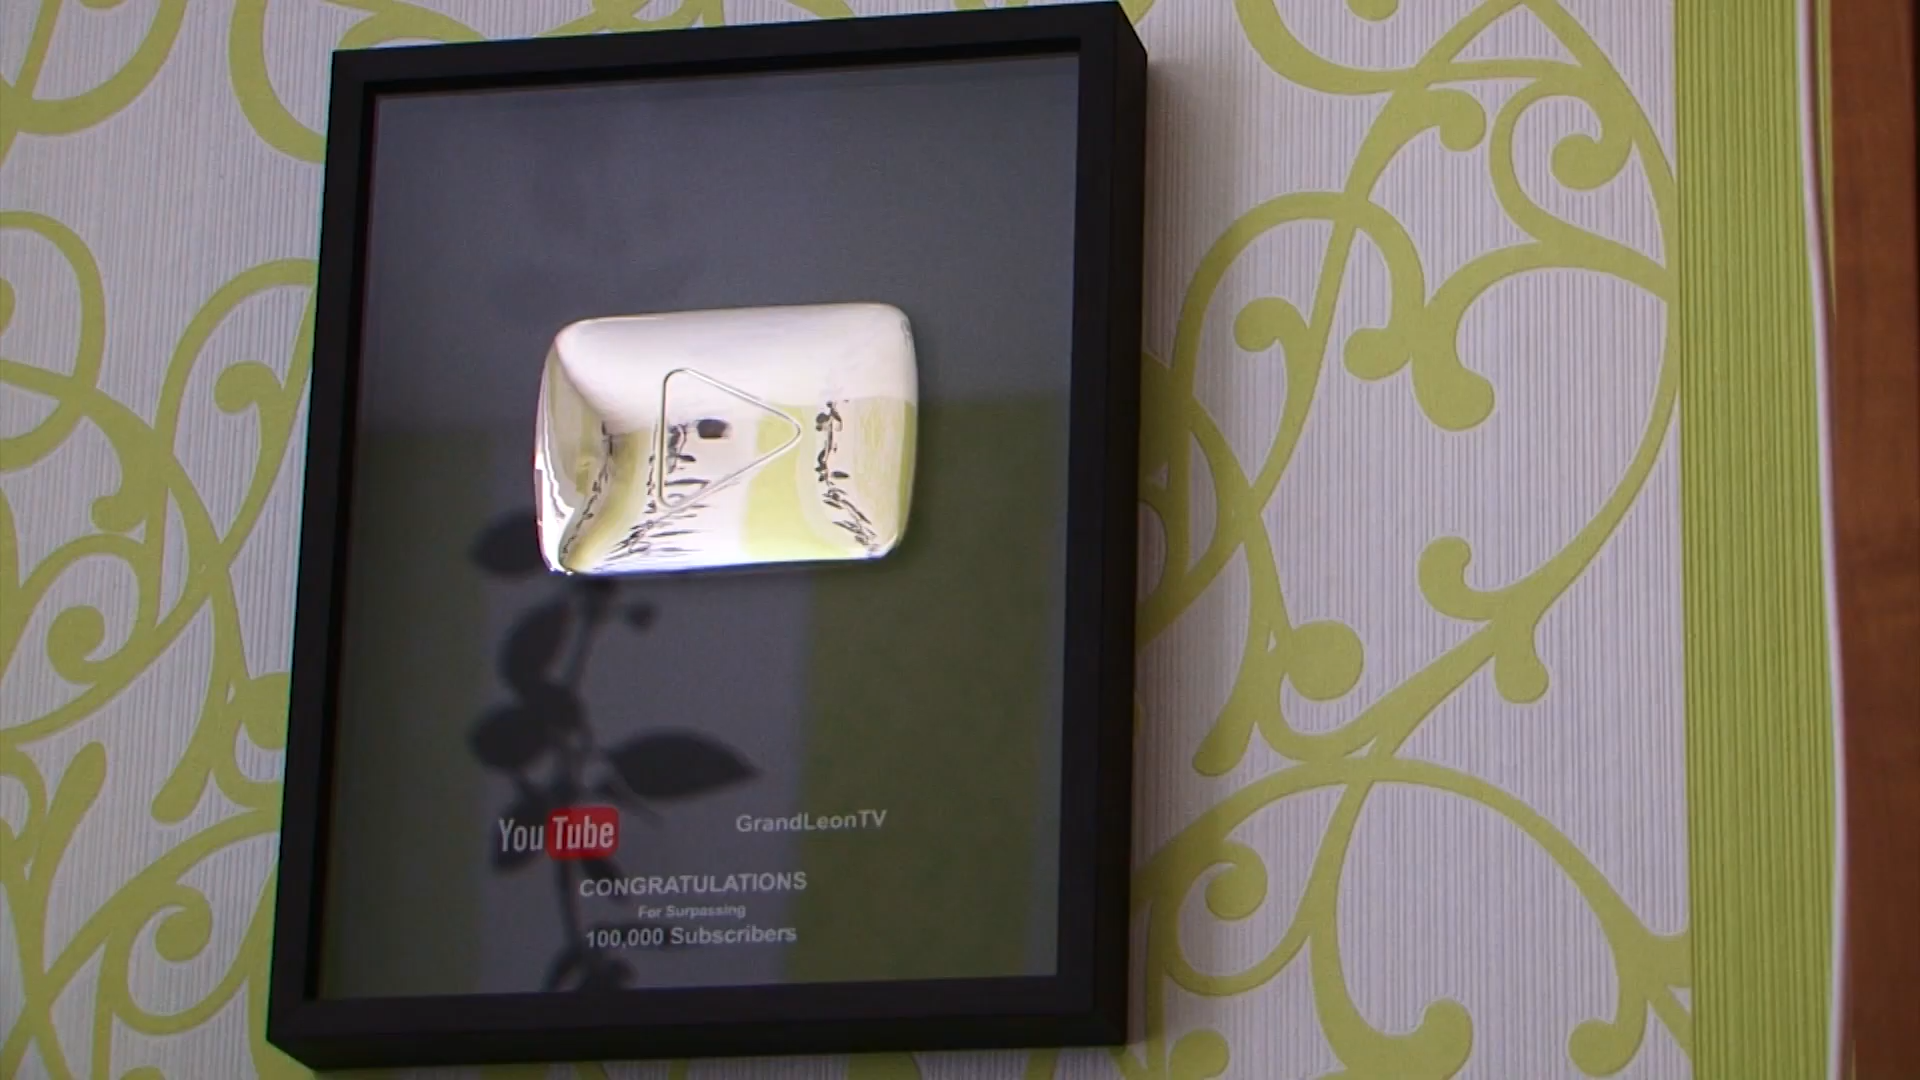 YouTube GrandLeonTV
CONGRATULATIONS
For Surpassing
100,000 Subscribers